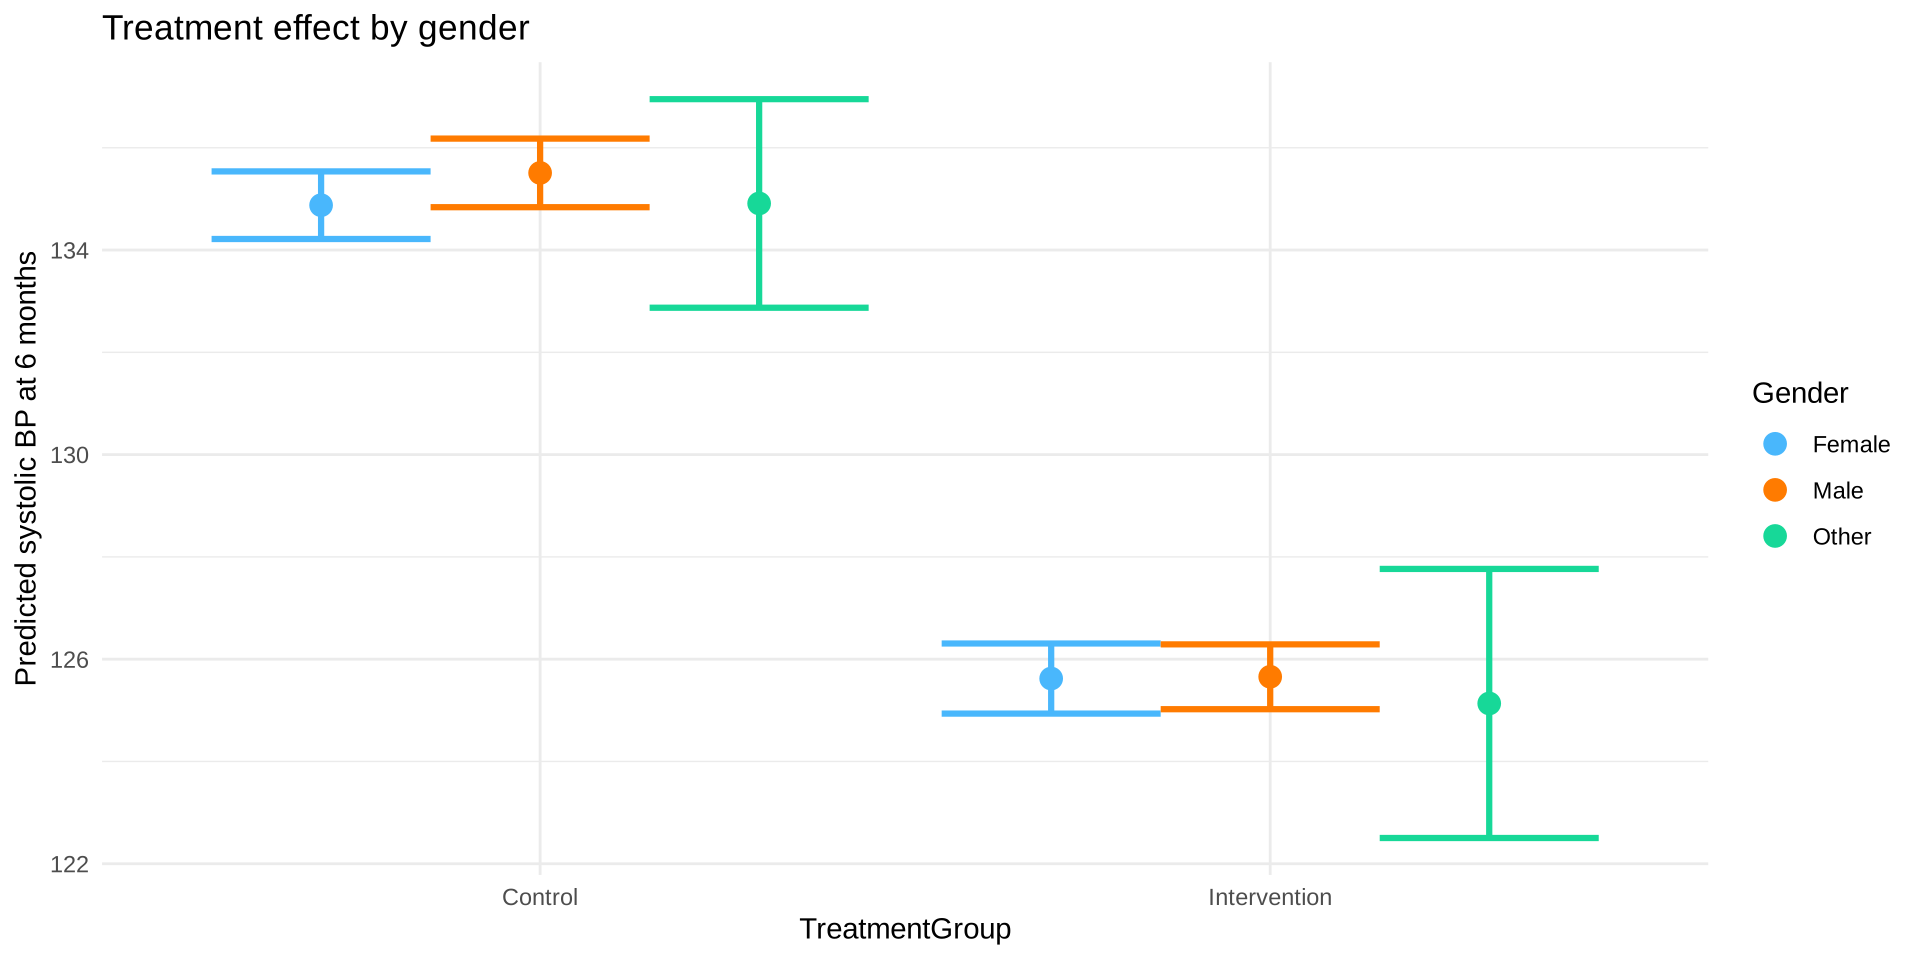 Treatment effect by gender
Predicted systolic BP at 6 months
134
130
126
122
Control
Intervention
TreatmentGroup
Gender
Female
Male
Other